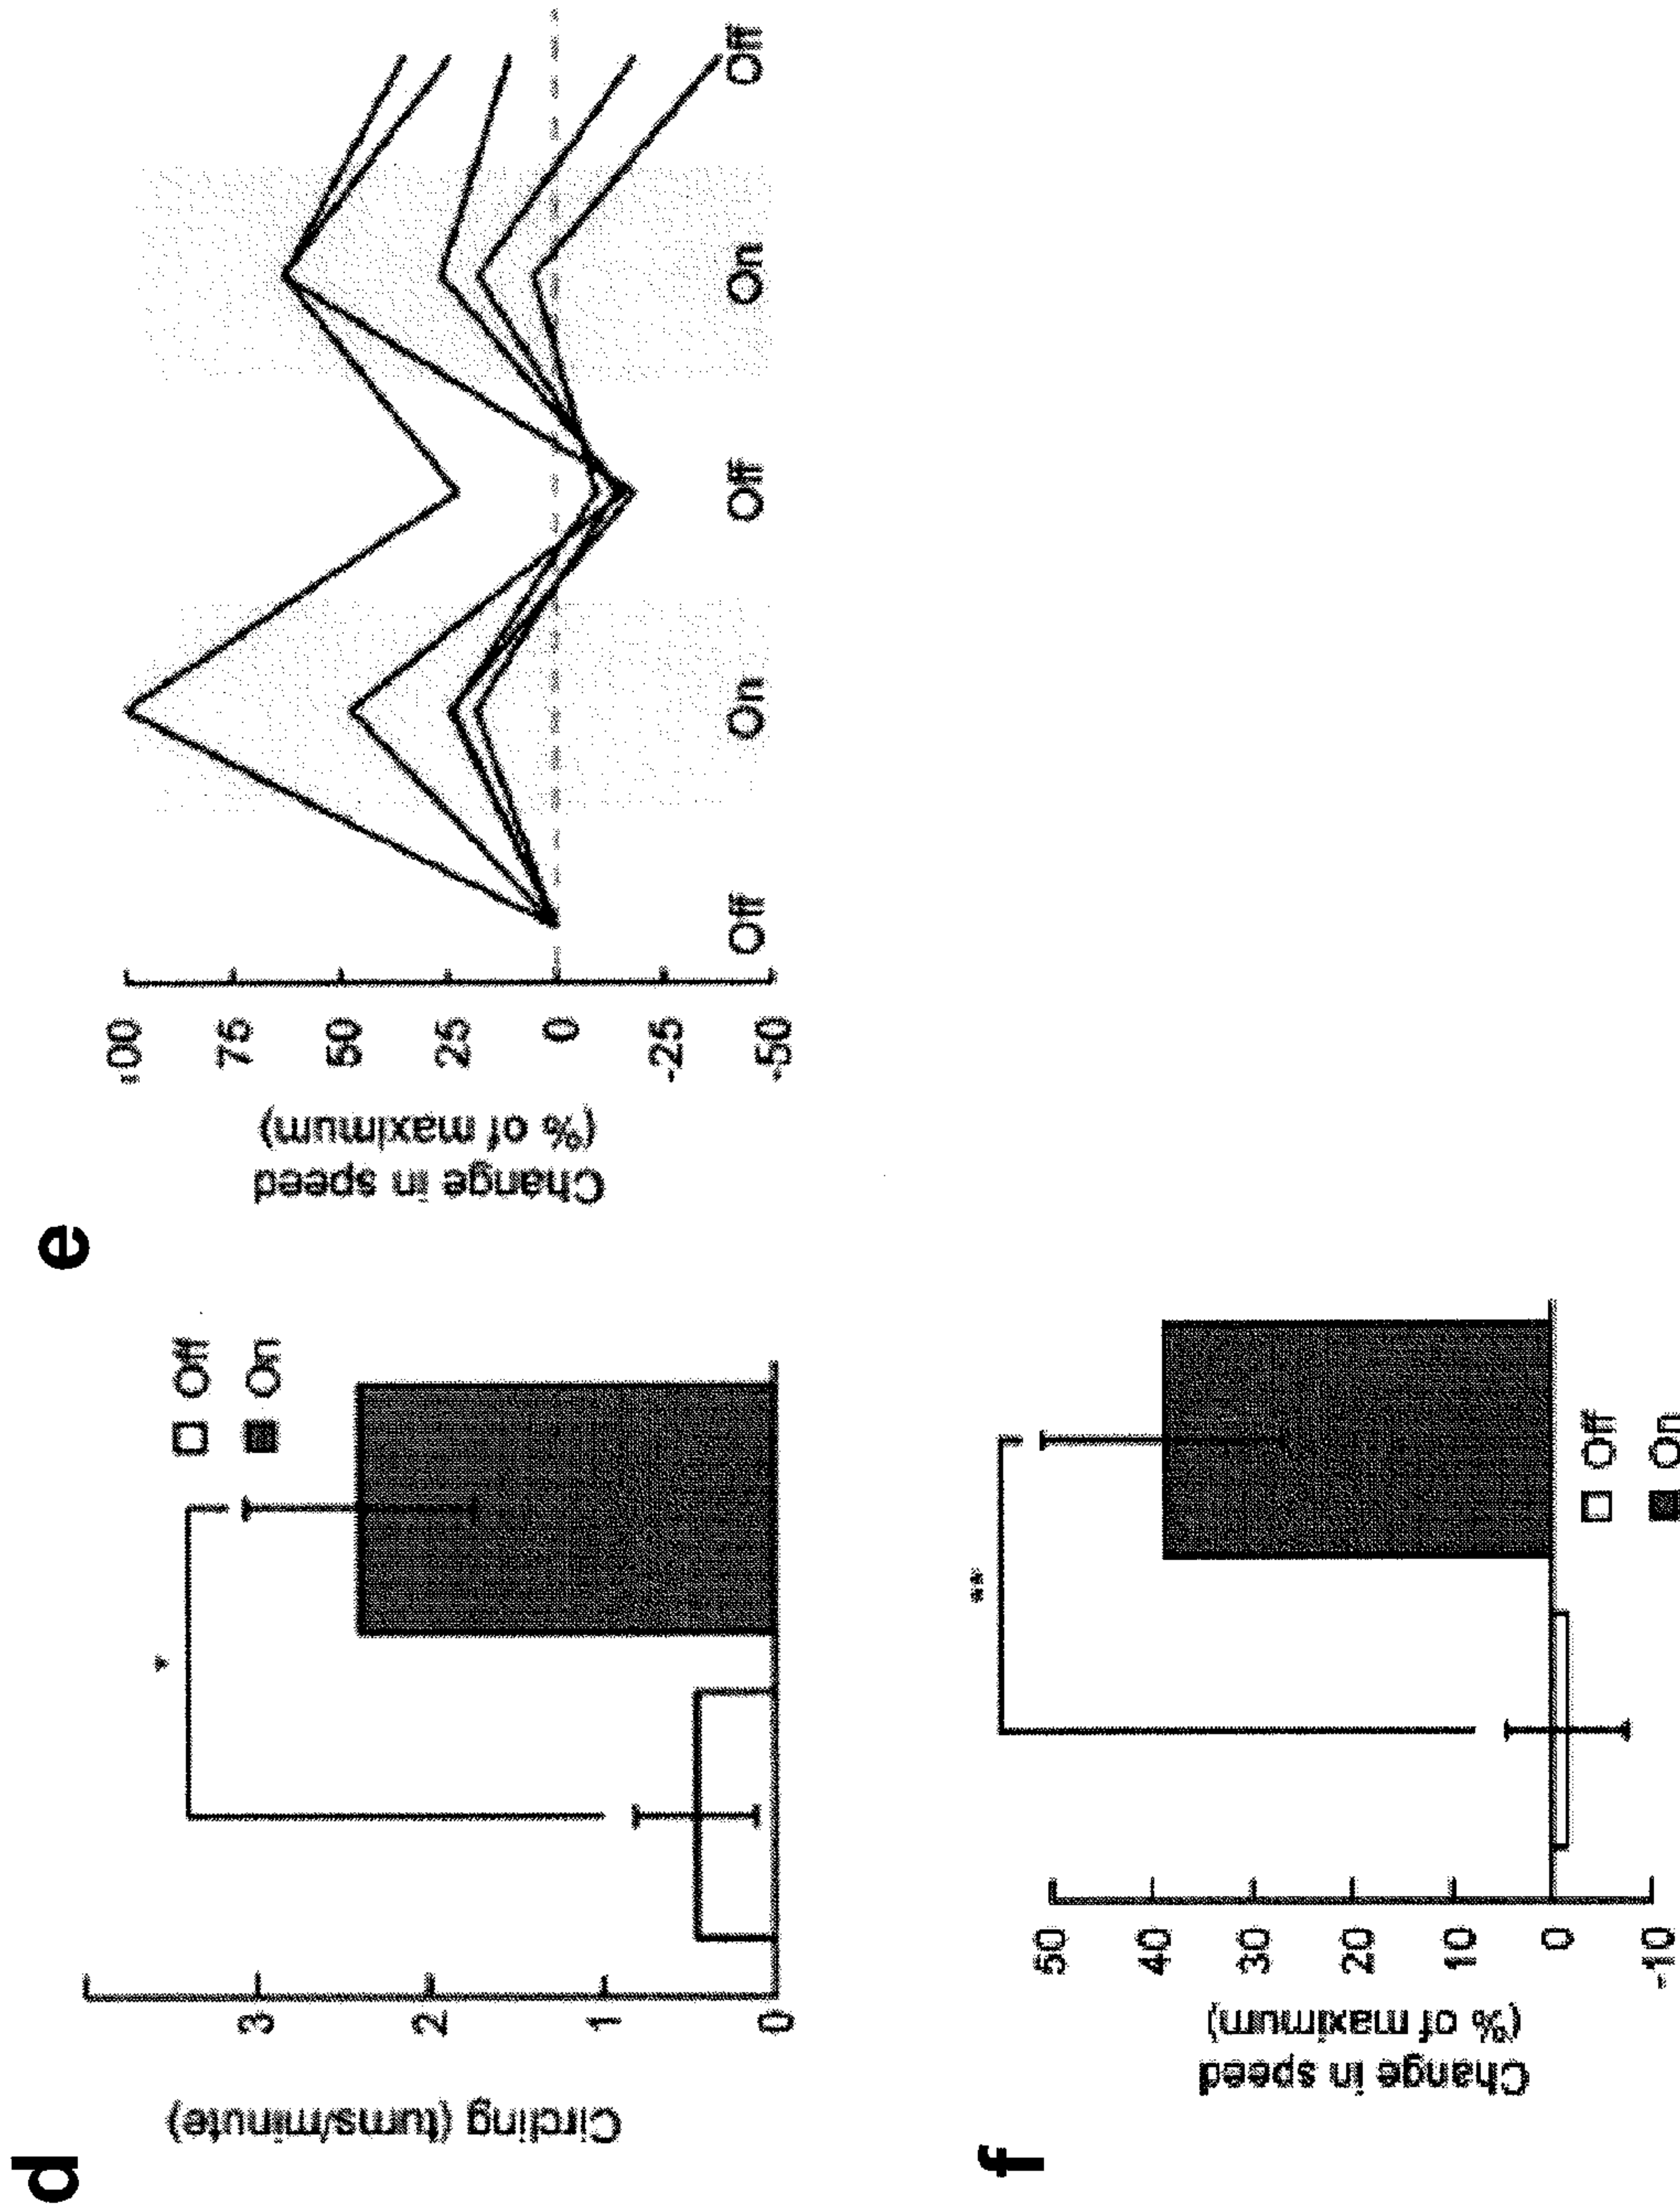 d
Circling (turns/minute)
3
2
1
0
*
Off
On
e
Change in speed
(% of maximum)
100
75
50
25
0
-25
-50
Off
On
Off
On
Off
f
Change in speed
(% of maximum)
50
40
30
20
10
0
-10
**
Off
On